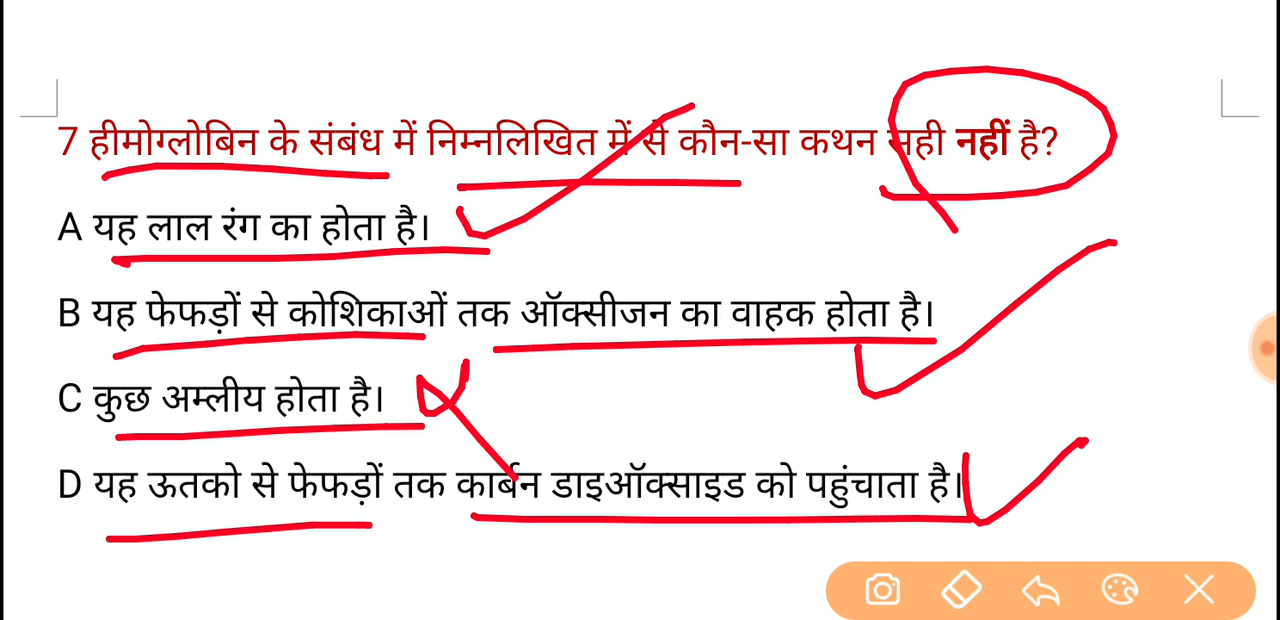 7 हीमोग्लोबिन के संबंध में निम्नलिखित में से कौन-सा कथन सही नहीं है?
A यह लाल रंग का होता है।
B यह फेफड़ों से कोशिकाओं तक ऑक्सीजन का वाहक होता है।
C कुछ अम्लीय होता है।
D यह ऊतको से फेफड़ों तक कार्बन डाइऑक्साइड को पहुंचाता है।